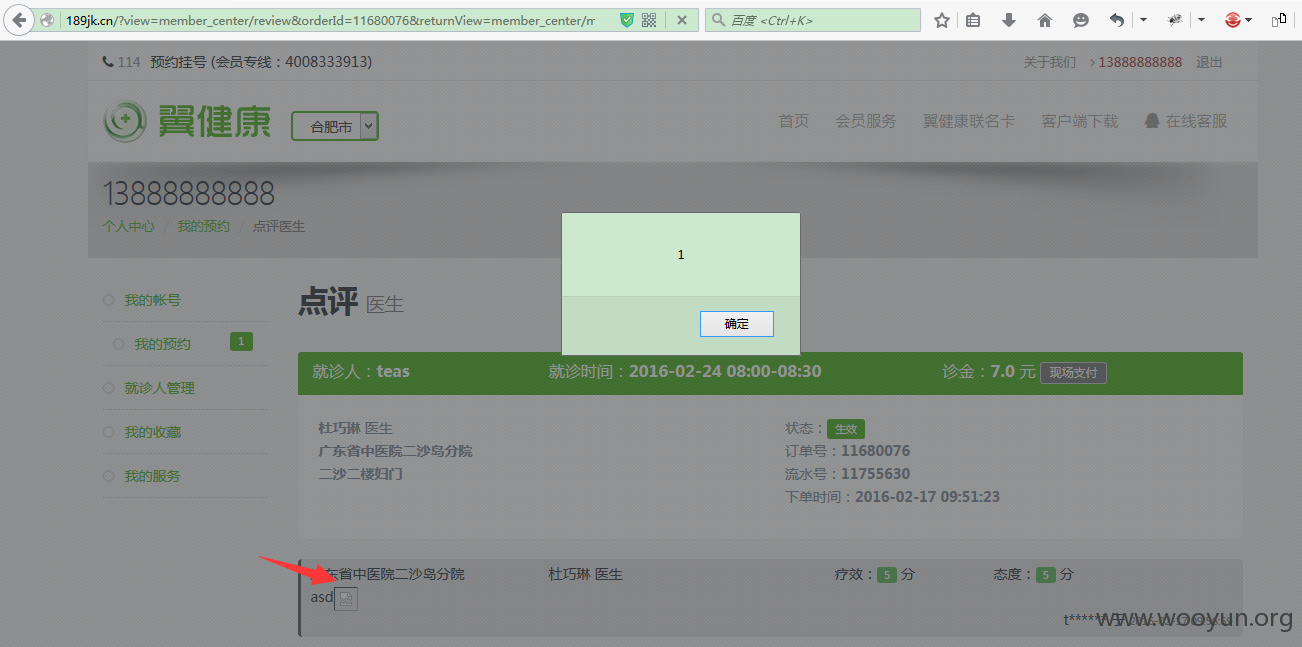 189jk.cn/?view=member_center/review&orderId=11680076&returnView=member_center/m
百度 <Ctrl+K>
114 预约挂号 (会员专线：4008333913)
关于我们 13888888888 退出
翼健康 合肥市
首页 会员服务 翼健康联名卡 客户端下载 在线客服
13888888888
个人中心 / 我的预约 / 点评医生
1
确定
我的帐号
我的预约 1
就诊人管理
我的收藏
我的服务
点评 医生
就诊人：teas 就诊时间：2016-02-24 08:00-08:30 诊金：7.0 元 现场支付
杜巧琳 医生
广东省中医院二沙岛分院
二沙二楼妇门
状态：生效
订单号：11680076
流水号：11755630
下单时间：2016-02-17 09:51:23
东省中医院二沙岛分院 杜巧琳 医生 疗效：5 分 态度：5 分
asd
www.wooyun.org